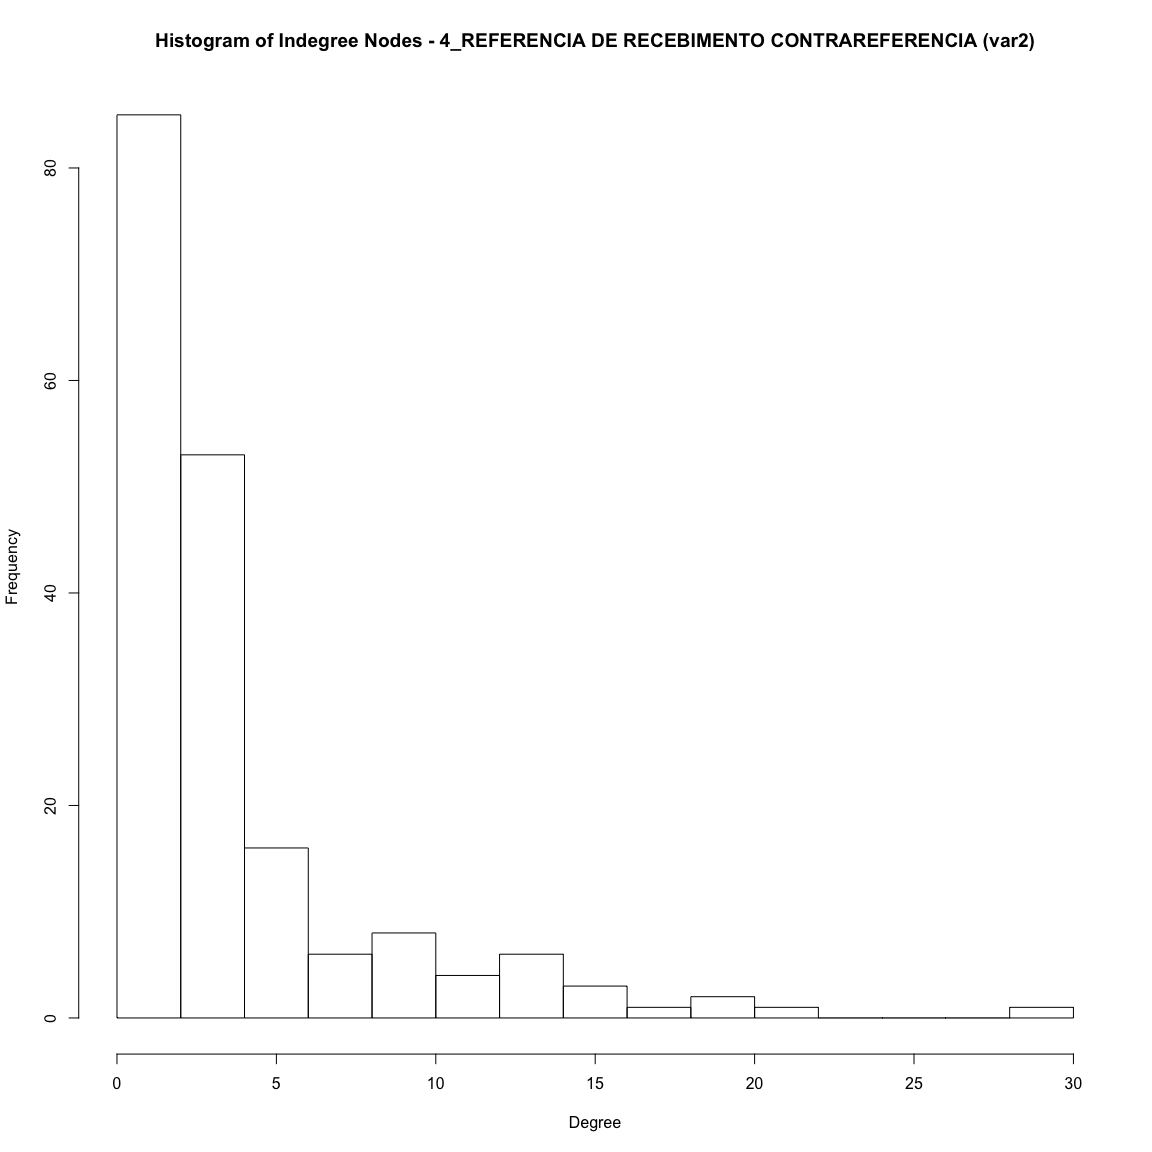 Histogram of Indegree Nodes - 4_REFERENCIA DE RECEBIMENTO CONTRAREFERENCIA (var2)
80
60
40
20
0
Frequency
0 5 10 15 20 25 30
Degree